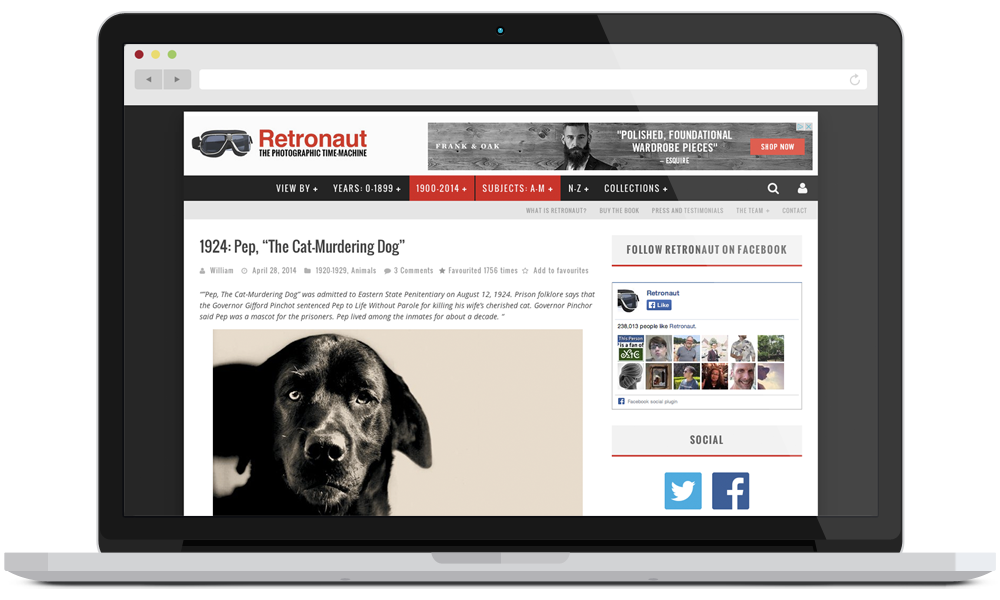 Retronaut
THE PHOTOGRAPHIC TIME-MACHINE
FRANK & OAK
"POLISHED, FOUNDATIONAL
WARDROBE PIECES"
– ESQUIRE
SHOP NOW
VIEW BY + YEARS: 0-1899 + 1900-2014 + SUBJECTS: A-M + N-Z + COLLECTIONS +
WHAT IS RETRONAUT? BUY THE BOOK PRESS AND TESTIMONIALS THE TEAM + CONTACT
1924: Pep, “The Cat-Murdering Dog”
William April 28, 2014 1920-1929, Animals 3 Comments Favourited 1756 times Add to favourites
“"Pep, The Cat-Murdering Dog" was admitted to Eastern State Penitentiary on August 12, 1924. Prison folklore says that
the Governor Gifford Pinchot sentenced Pep to Life Without Parole for killing his wife’s cherished cat. Governor Pinchor
said Pep was a mascot for the prisoners. Pep lived among the inmates for about a decade. ”
FOLLOW RETRONAUT ON FACEBOOK
Retronaut
Like
238,013 people like Retronaut.
This Person
is a fan of
Facebook social plugin
SOCIAL